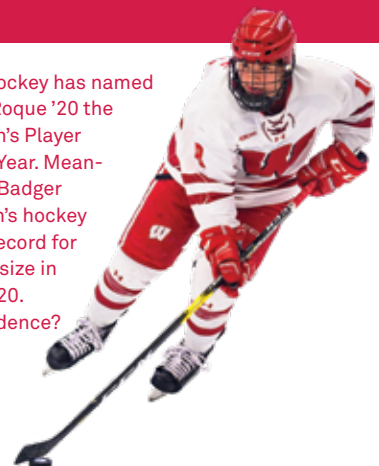 ockey has named
Roque ’20 the
n’s Player
Year. Mean-
Badger
n’s hockey
ecord for
size in
20.
dence?
W
W